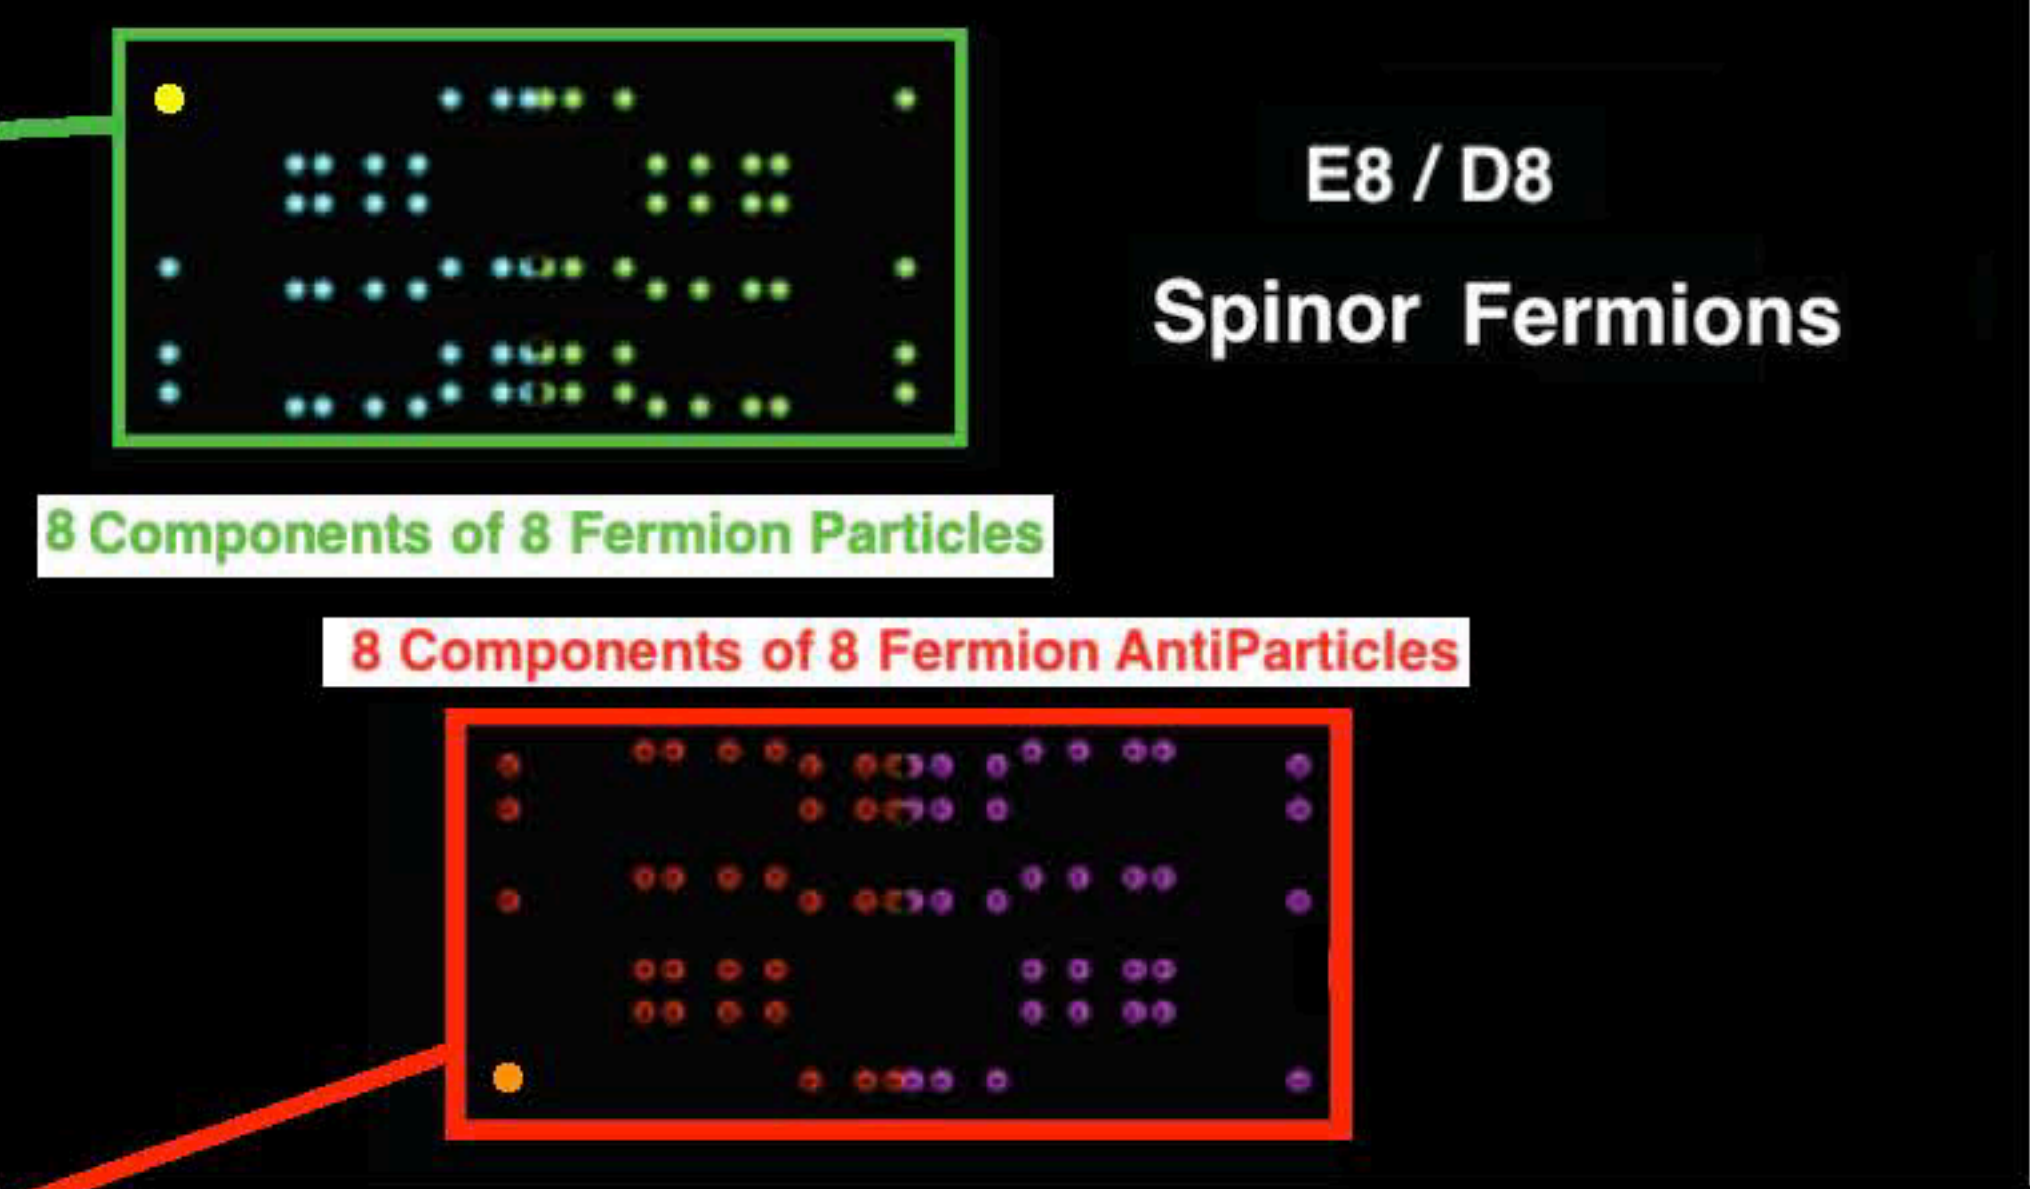 E8 / D8
Spinor Fermions
8 Components of 8 Fermion Particles
8 Components of 8 Fermion AntiParticles